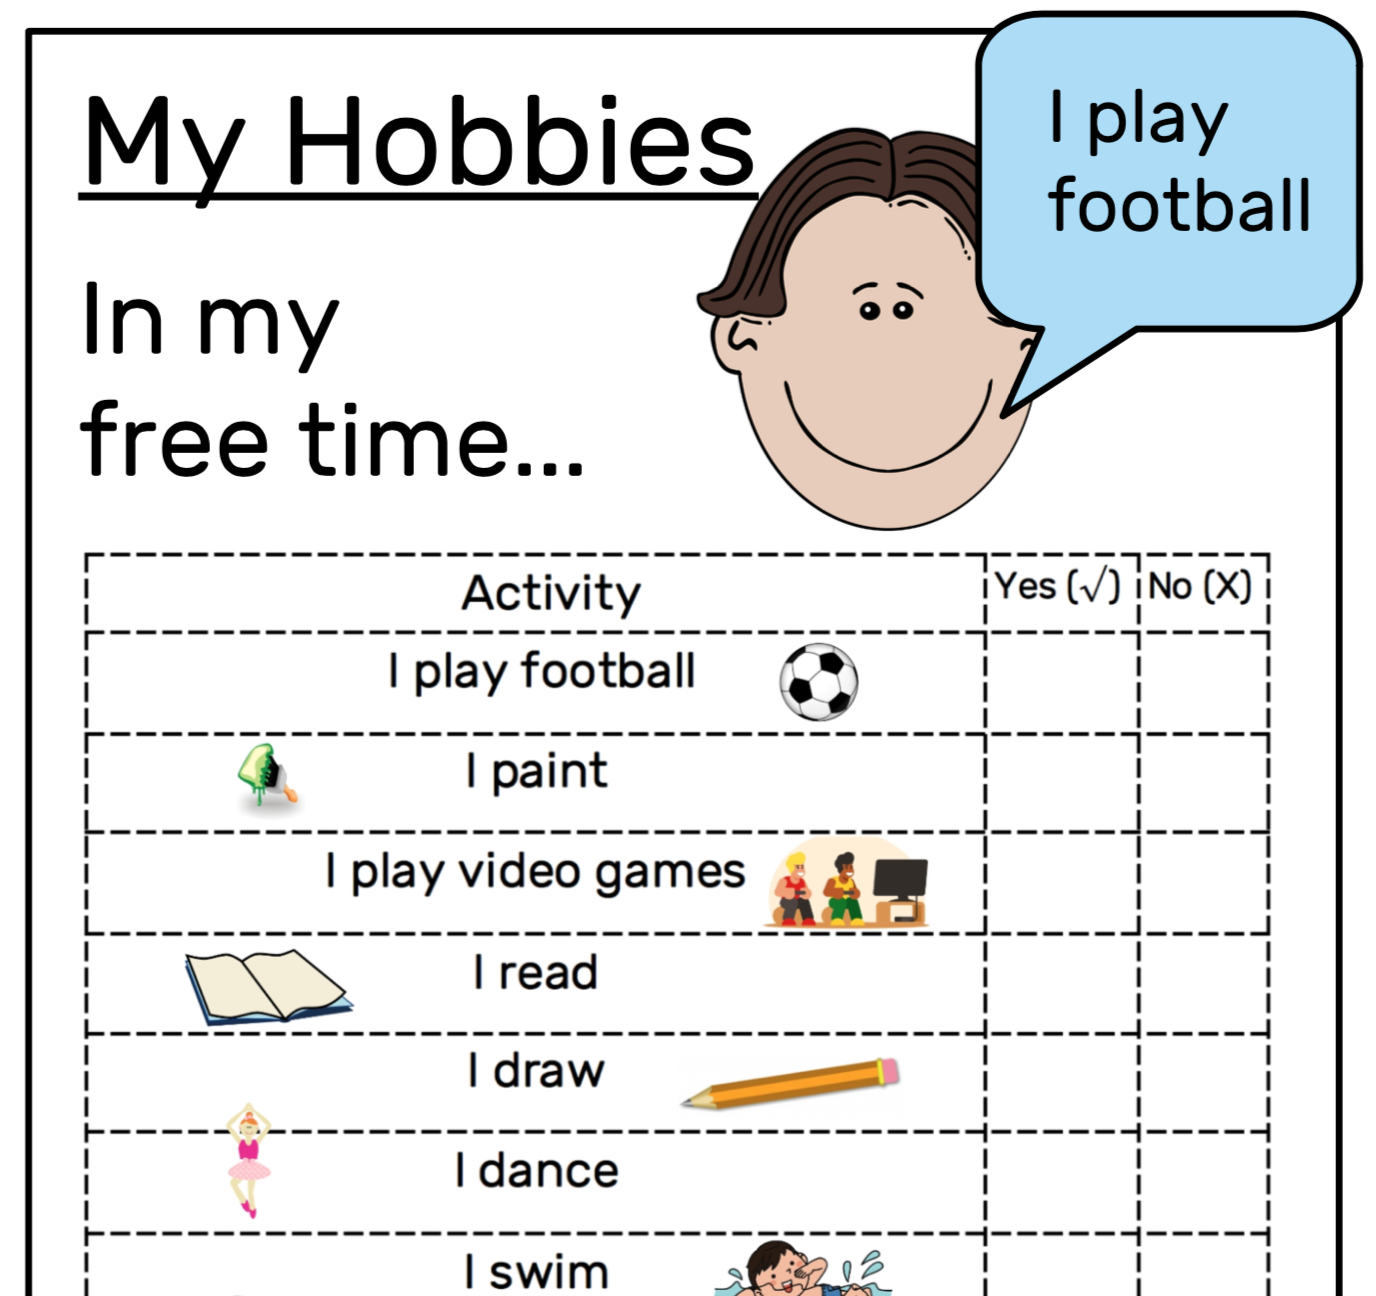 My Hobbies
I play
football
In my
free time...
Activity Yes (√) No (X)
I play football
I paint
I play video games
I read
I draw
I dance
I swim